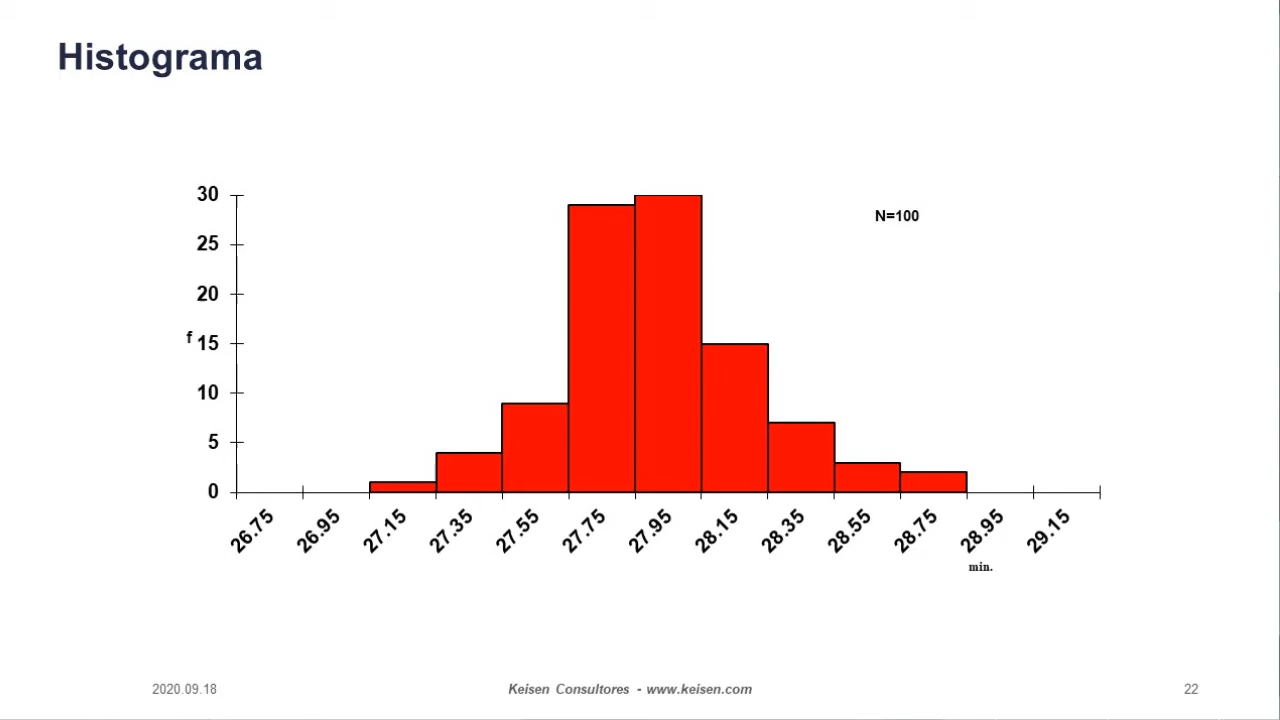 Histograma
30
N=100
25
20
f 15
10
5
0
26.75 26.95 27.15 27.35 27.55 27.75 27.95 28.15 28.35 28.55 28.75 28.95 29.15
min.
2020.09.18 Keisen Consultores - www.keisen.com 22